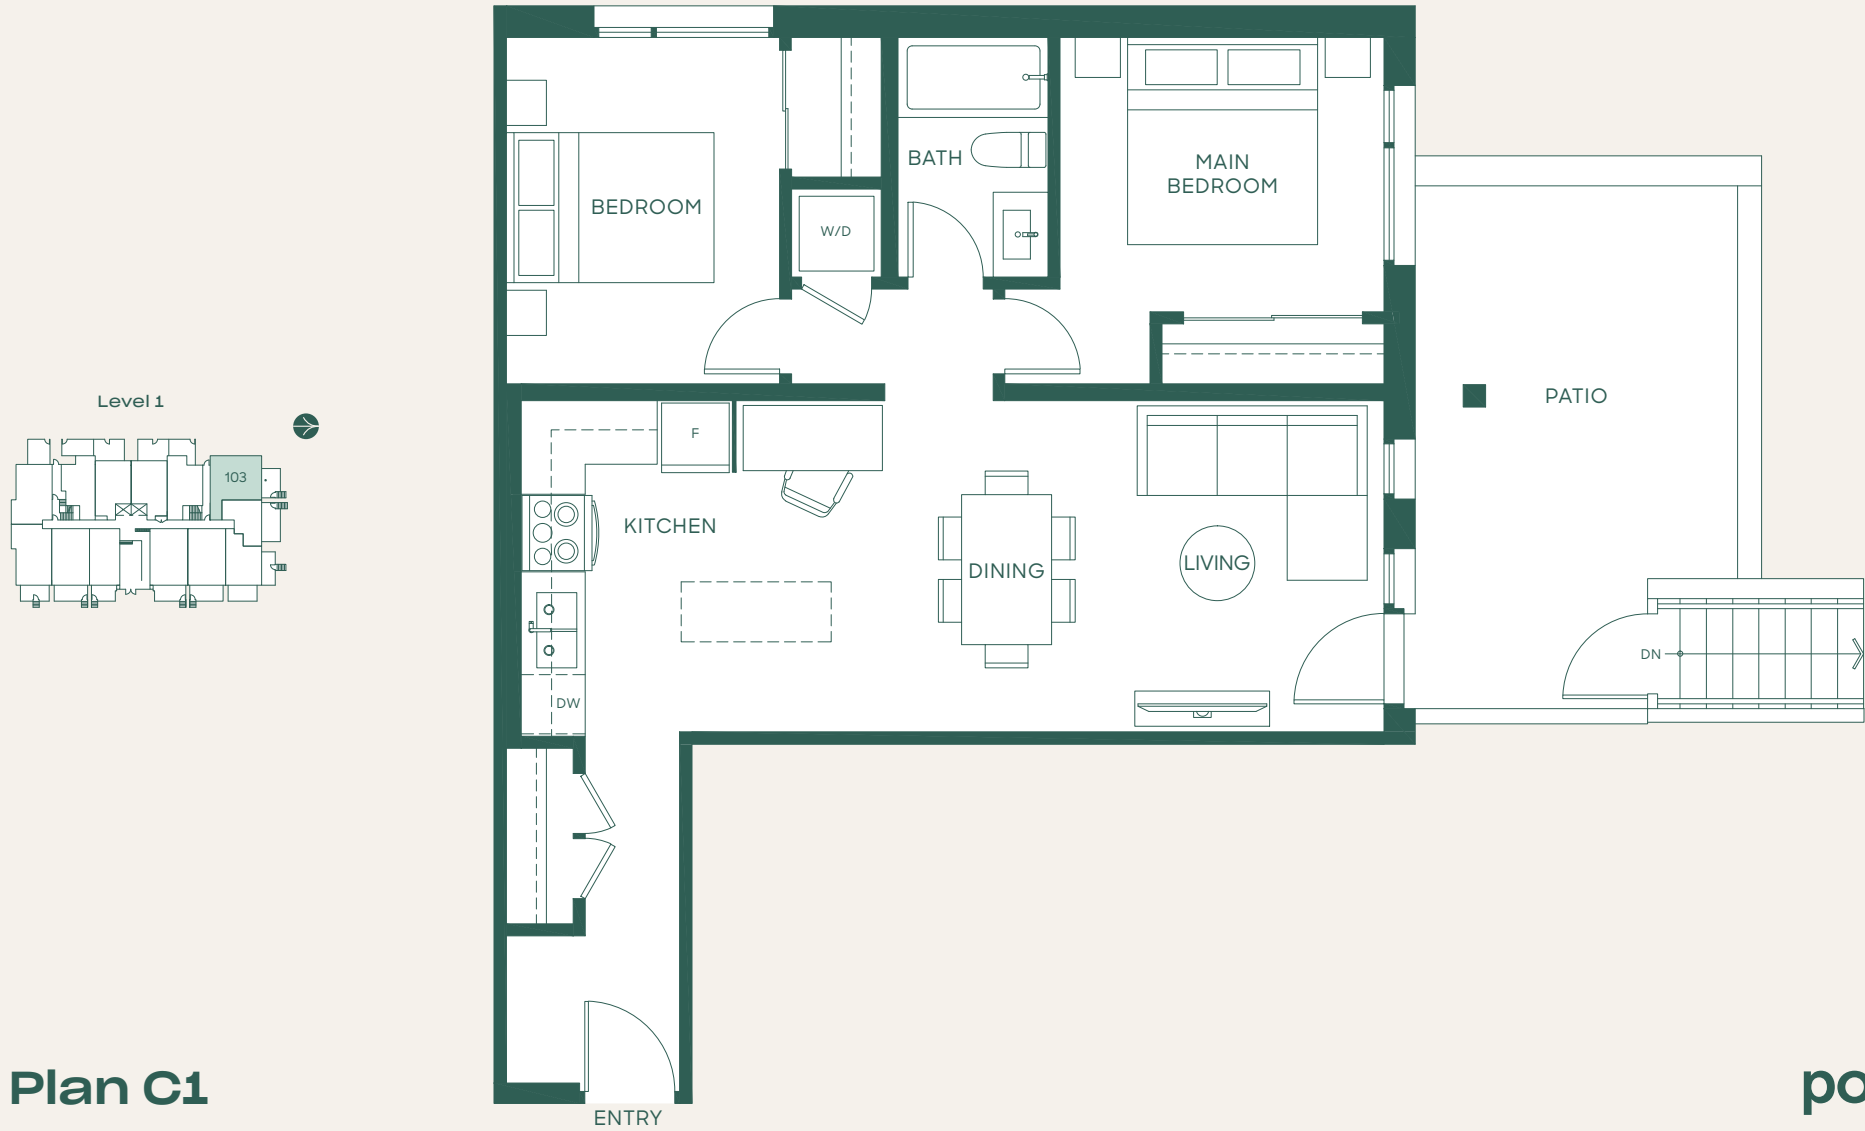 BEDROOM
BATH
MAIN
BEDROOM
W/D
Level 1
103
PATIO
F
KITCHEN
DINING
LIVING
DN
DW
Plan C1
ENTRY
po